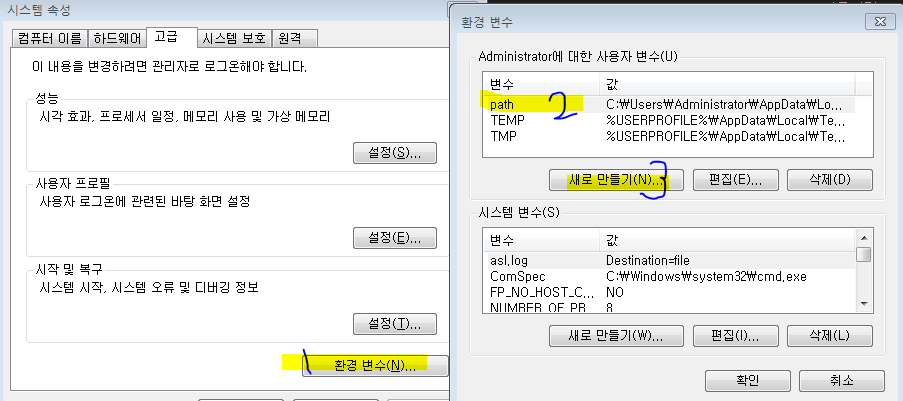 시스템 속성
컴퓨터 이름 하드웨어 고급 시스템 보호 원격
이 내용을 변경하려면 관리자로 로그온해야 합니다.
성능
시각 효과, 프로세서 일정, 메모리 사용 및 가상 메모리
설정(S)...
사용자 프로필
사용자 로그온에 관련된 바탕 화면 설정
설정(E)...
시작 및 복구
시스템 시작, 시스템 오류 및 디버깅 정보
설정(T)...
1
환경 변수(N)...
환경 변수
Administrator에 대한 사용자 변수(U)
변수 값
path 2 C:₩Users₩Administrator₩AppData₩Lo...
TEMP %USERPROFILE%₩AppData₩Local₩Te...
TMP %USERPROFILE%₩AppData₩Local₩Te...
새로 만들기(N)... 3 편집(E)... 삭제(D)
시스템 변수(S)
변수 값
asl.log Destination=file
ComSpec C:₩Windows₩system32₩cmd.exe
FP_NO_HOST_C... NO
NUMBER_OF_PR... 8
새로 만들기(W)... 편집(I)... 삭제(L)
확인 취소